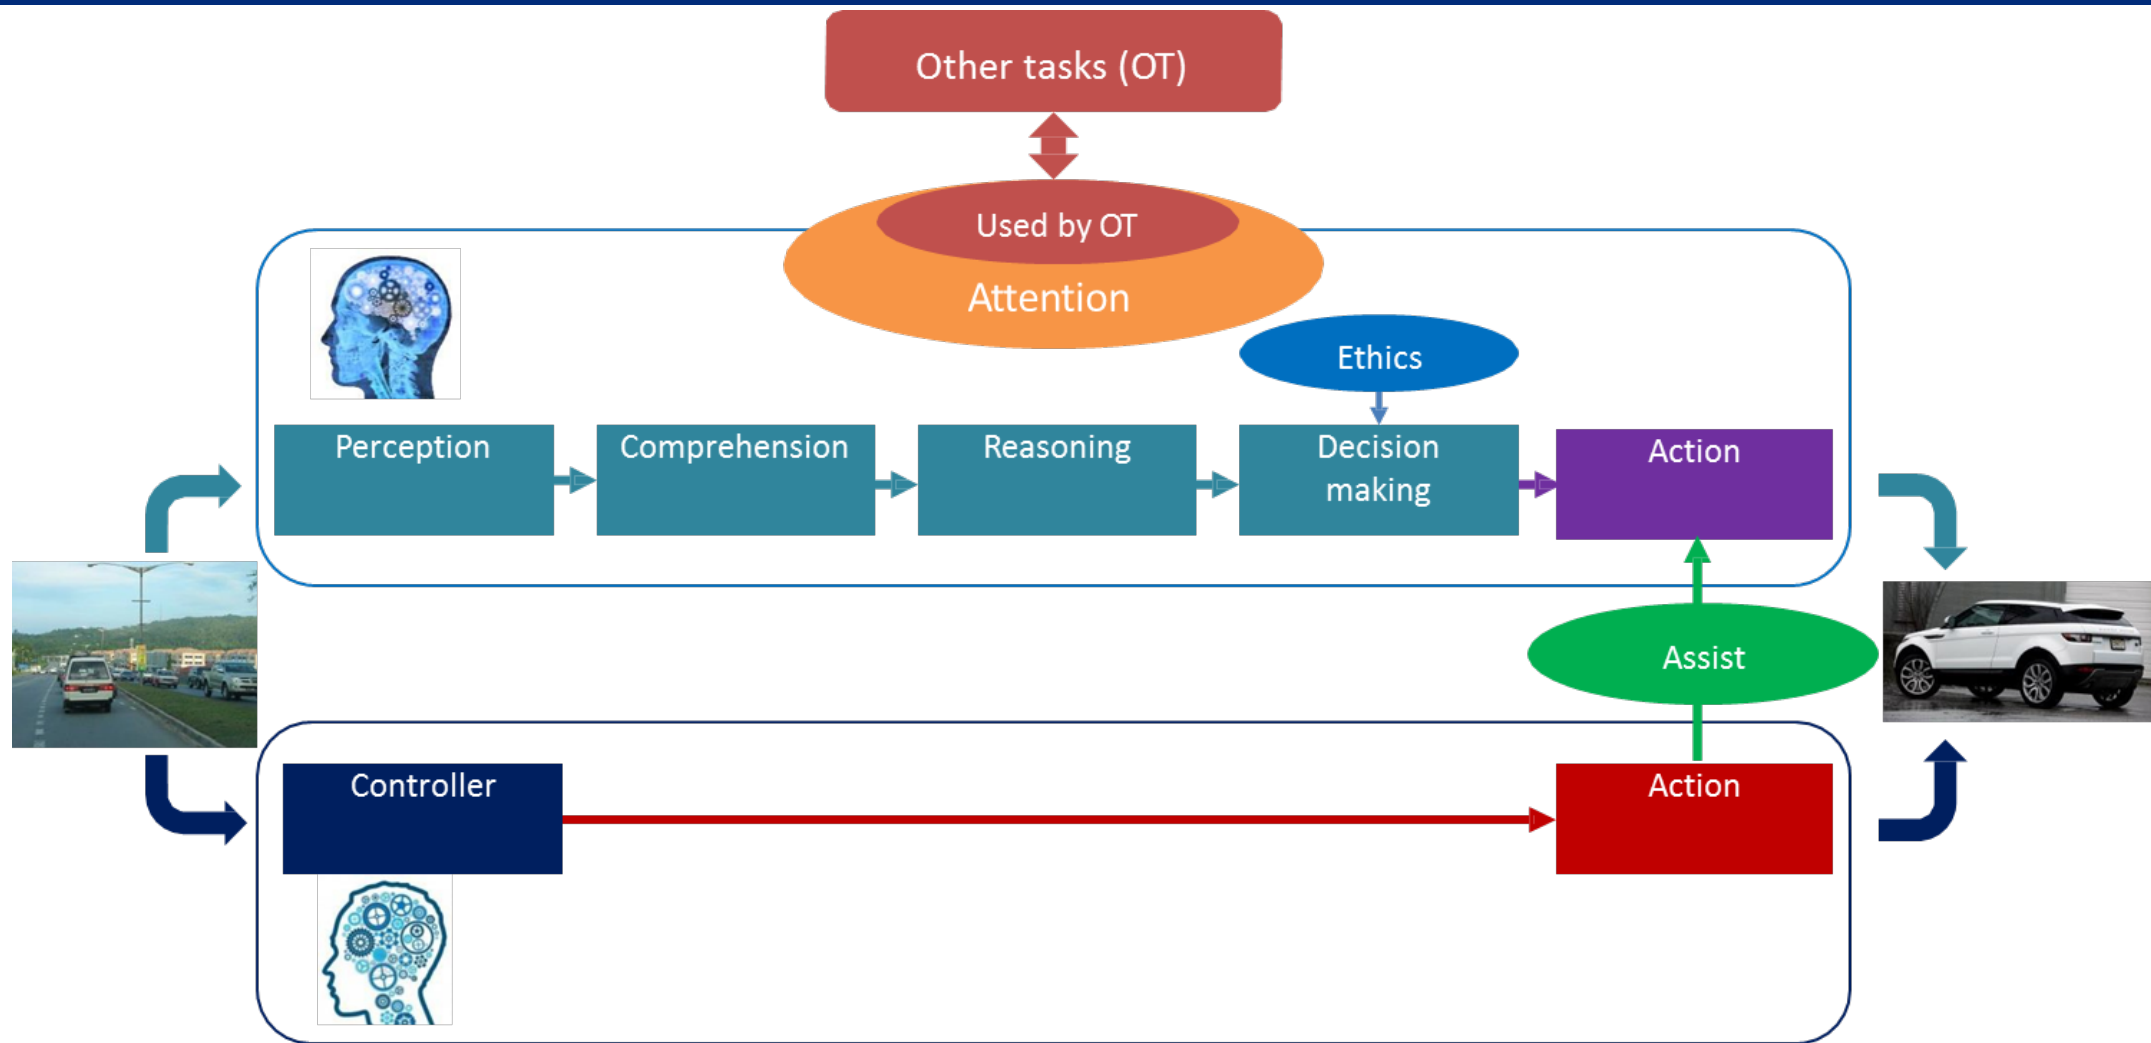 Other tasks (OT)
Used by OT
Attention
Ethics
Perception
Comprehension
Reasoning
Decision
making
Action
Assist
Controller
Action